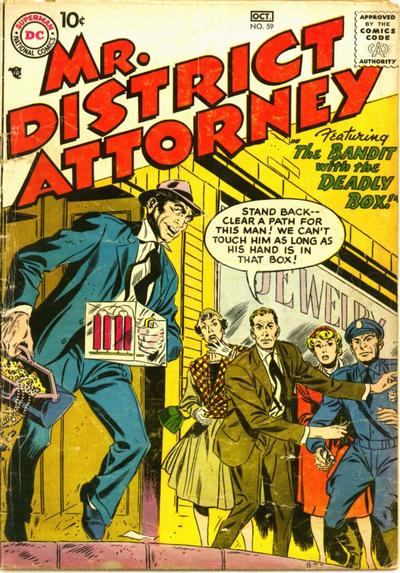 SUPERMAN
DC
NATIONAL COMICS
10¢
OCT.
NO. 59
APPROVED
BY THE
COMICS
CODE
CA
AUTHORITY
MR.
DISTRICT
ATTORNEY
Featuring
"The BANDIT
with the
DEADLY
BOX!"
STAND BACK--
CLEAR A PATH FOR
THIS MAN! WE CAN'T
TOUCH HIM AS LONG AS
HIS HAND IS IN
THAT BOX!
JEWELRY